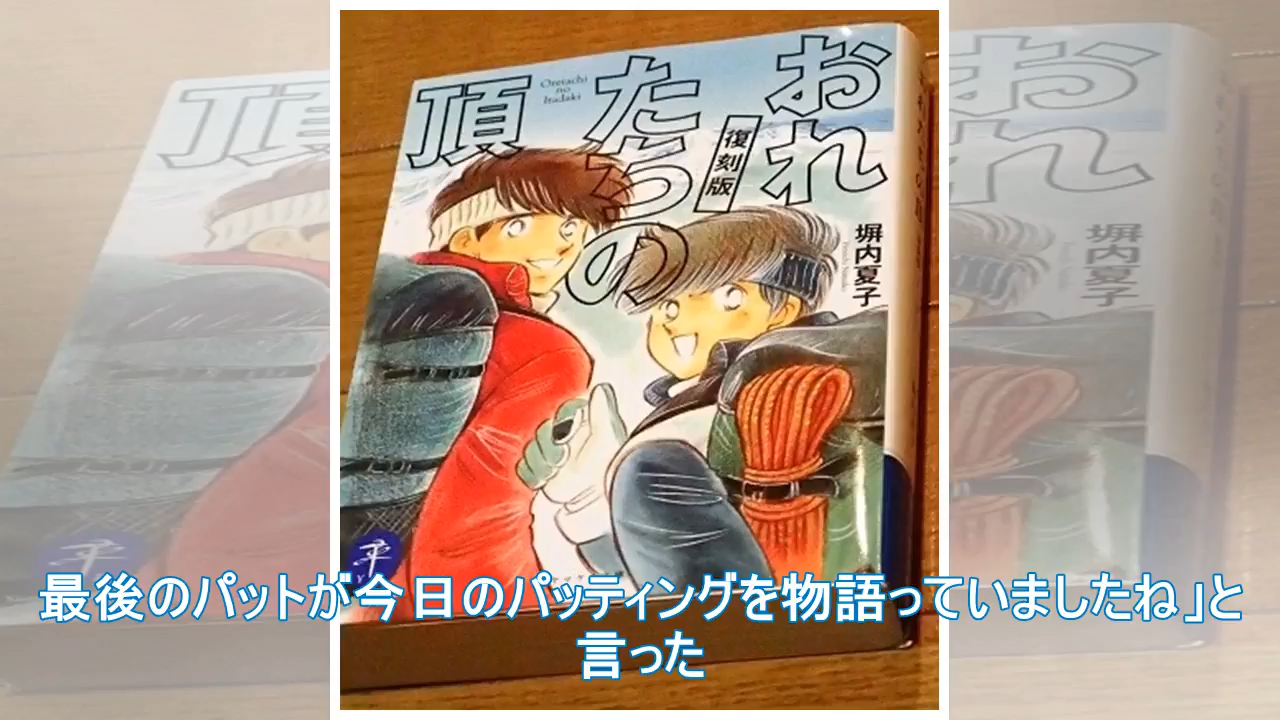 おれ
たちの
頂
復刻版
Oretachi
no
Itadaki
塀内夏子
最後のパットが今日のパッティングを物語っていましたね」と
言った